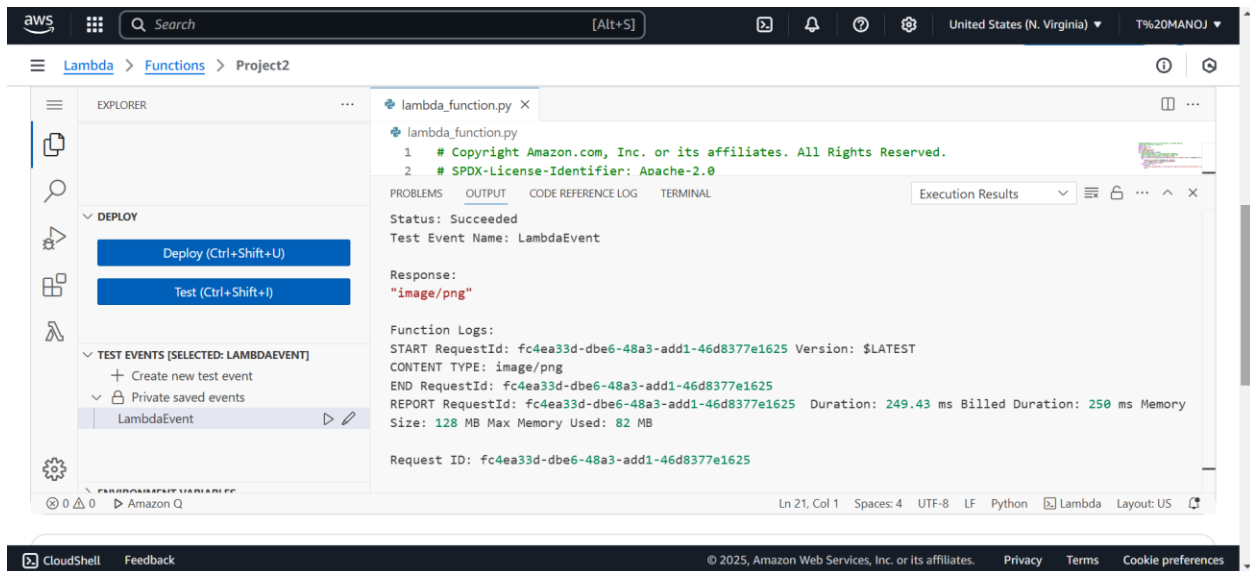 aws
Search [Alt+S] United States (N. Virginia) ▼ T%20MANOJ ▼
Lambda > Functions > Project2
EXPLORER ...
lambda_function.py ×
lambda_function.py
1 # Copyright Amazon.com, Inc. or its affiliates. All Rights Reserved.
2 # SPDX-License-Identifier: Apache-2.0
PROBLEMS OUTPUT CODE REFERENCE LOG TERMINAL Execution Results
DEPLOY
Deploy (Ctrl+Shift+U)
Test (Ctrl+Shift+I)
TEST EVENTS [SELECTED: LAMBDAEVENT]
Create new test event
Private saved events
LambdaEvent
ENVIRONMENT VARIABLES
Status: Succeeded
Test Event Name: LambdaEvent
Response:
"image/png"
Function Logs:
START RequestId: fc4ea33d-dbe6-48a3-add1-46d8377e1625 Version: $LATEST
CONTENT TYPE: image/png
END RequestId: fc4ea33d-dbe6-48a3-add1-46d8377e1625
REPORT RequestId: fc4ea33d-dbe6-48a3-add1-46d8377e1625 Duration: 249.43 ms Billed Duration: 250 ms Memory
Size: 128 MB Max Memory Used: 82 MB
Request ID: fc4ea33d-dbe6-48a3-add1-46d8377e1625
0 0 Amazon Q Ln 21, Col 1 Spaces: 4 UTF-8 LF Python Lambda Layout: US
CloudShell Feedback © 2025, Amazon Web Services, Inc. or its affiliates. Privacy Terms Cookie preferences